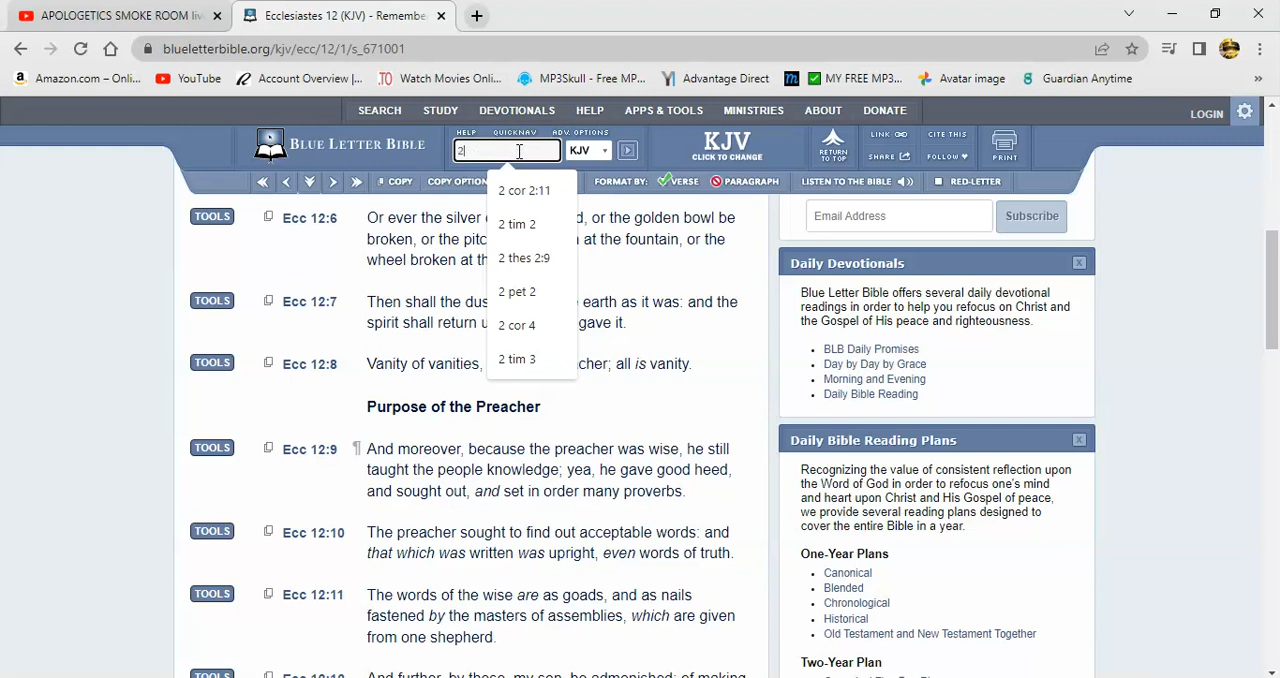 APOLOGETICS SMOKE ROOM liv
Ecclesiastes 12 (KJV) - Remembe
blueletterbible.org/kjv/ecc/12/1/s_671001
Amazon.com – Onli...
YouTube
Account Overview |...
Watch Movies Onlin...
MP3Skull - Free MP...
Advantage Direct
MY FREE MP3...
Avatar image
Guardian Anytime
SEARCH STUDY DEVOTIONALS HELP APPS & TOOLS MINISTRIES ABOUT DONATE
LOGIN
HELP QUICKNAV ADV. OPTIONS
BLUE LETTER BIBLE
2
KJV
KJV
CLICK TO CHANGE
RETURN
TO TOP
LINK CITE THIS
SHARE FOLLOW
PRINT
COPY COPY OPTION FORMAT BY: VERSE PARAGRAPH LISTEN TO THE BIBLE RED-LETTER
2 cor 2:11
2 tim 2
2 thes 2:9
2 pet 2
2 cor 4
2 tim 3
TOOLS Ecc 12:6 Or ever the silver d, or the golden bowl be
broken, or the pitc n at the fountain, or the
wheel broken at th
TOOLS Ecc 12:7 Then shall the dus earth as it was: and the
spirit shall return u gave it.
TOOLS Ecc 12:8 Vanity of vanities, cher; all is vanity.
Purpose of the Preacher
TOOLS Ecc 12:9 ¶ And moreover, because the preacher was wise, he still
taught the people knowledge; yea, he gave good heed,
and sought out, and set in order many proverbs.
TOOLS Ecc 12:10 The preacher sought to find out acceptable words: and
that which was written was upright, even words of truth.
TOOLS Ecc 12:11 The words of the wise are as goads, and as nails
fastened by the masters of assemblies, which are given
from one shepherd.
Email Address Subscribe
Daily Devotionals
Blue Letter Bible offers several daily devotional
readings in order to help you refocus on Christ and
the Gospel of His peace and righteousness.
BLB Daily Promises
Day by Day by Grace
Morning and Evening
Daily Bible Reading
Daily Bible Reading Plans
Recognizing the value of consistent reflection upon
the Word of God in order to refocus one's mind
and heart upon Christ and His Gospel of peace,
we provide several reading plans designed to
cover the entire Bible in a year.
One-Year Plans
Canonical
Blended
Chronological
Historical
Old Testament and New Testament Together
Two-Year Plan